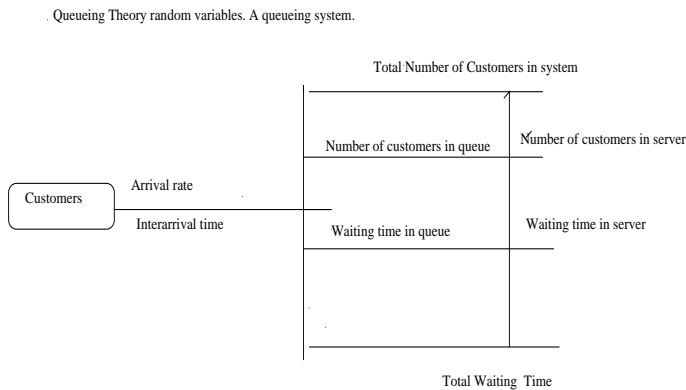 Queueing Theory random variables. A queueing system.
Total Number of Customers in system
Number of customers in queue
Number of customers in server
Customers
Arrival rate
Interarrival time
Waiting time in queue
Waiting time in server
Total Waiting Time